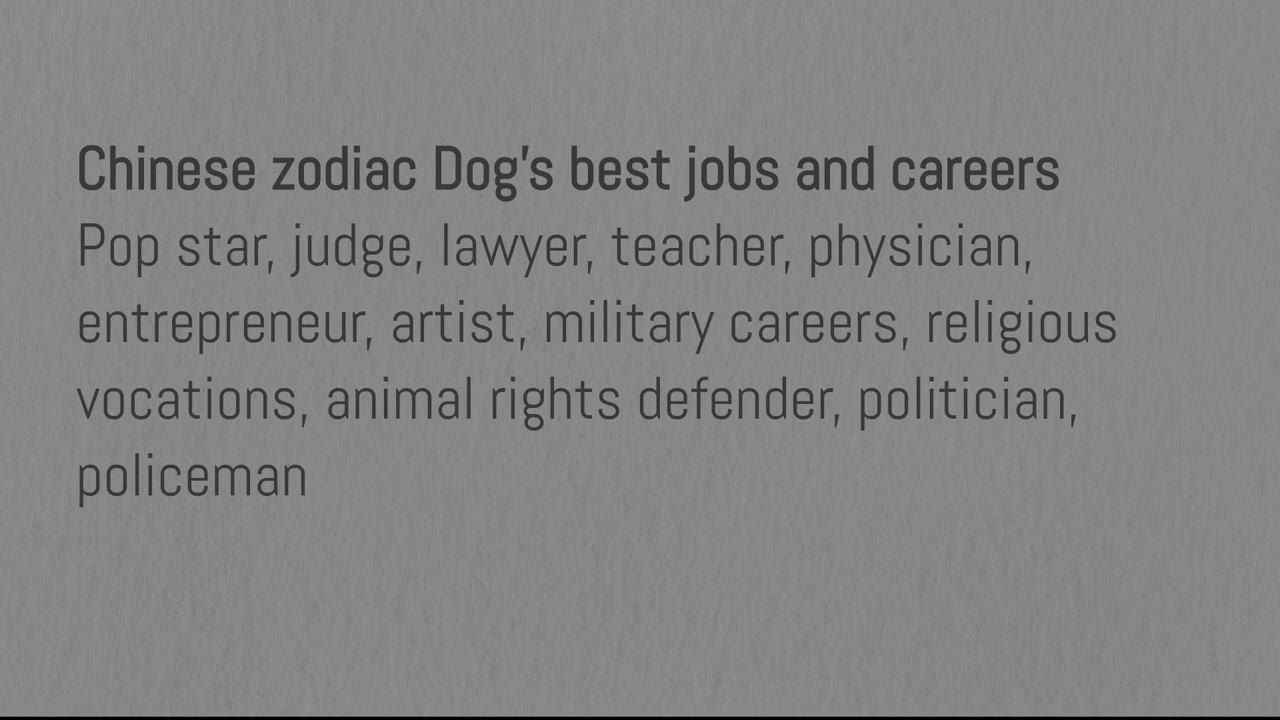 Chinese zodiac Dog's best jobs and careers
Pop star, judge, lawyer, teacher, physician,
entrepreneur, artist, military careers, religious
vocations, animal rights defender, politician,
policeman